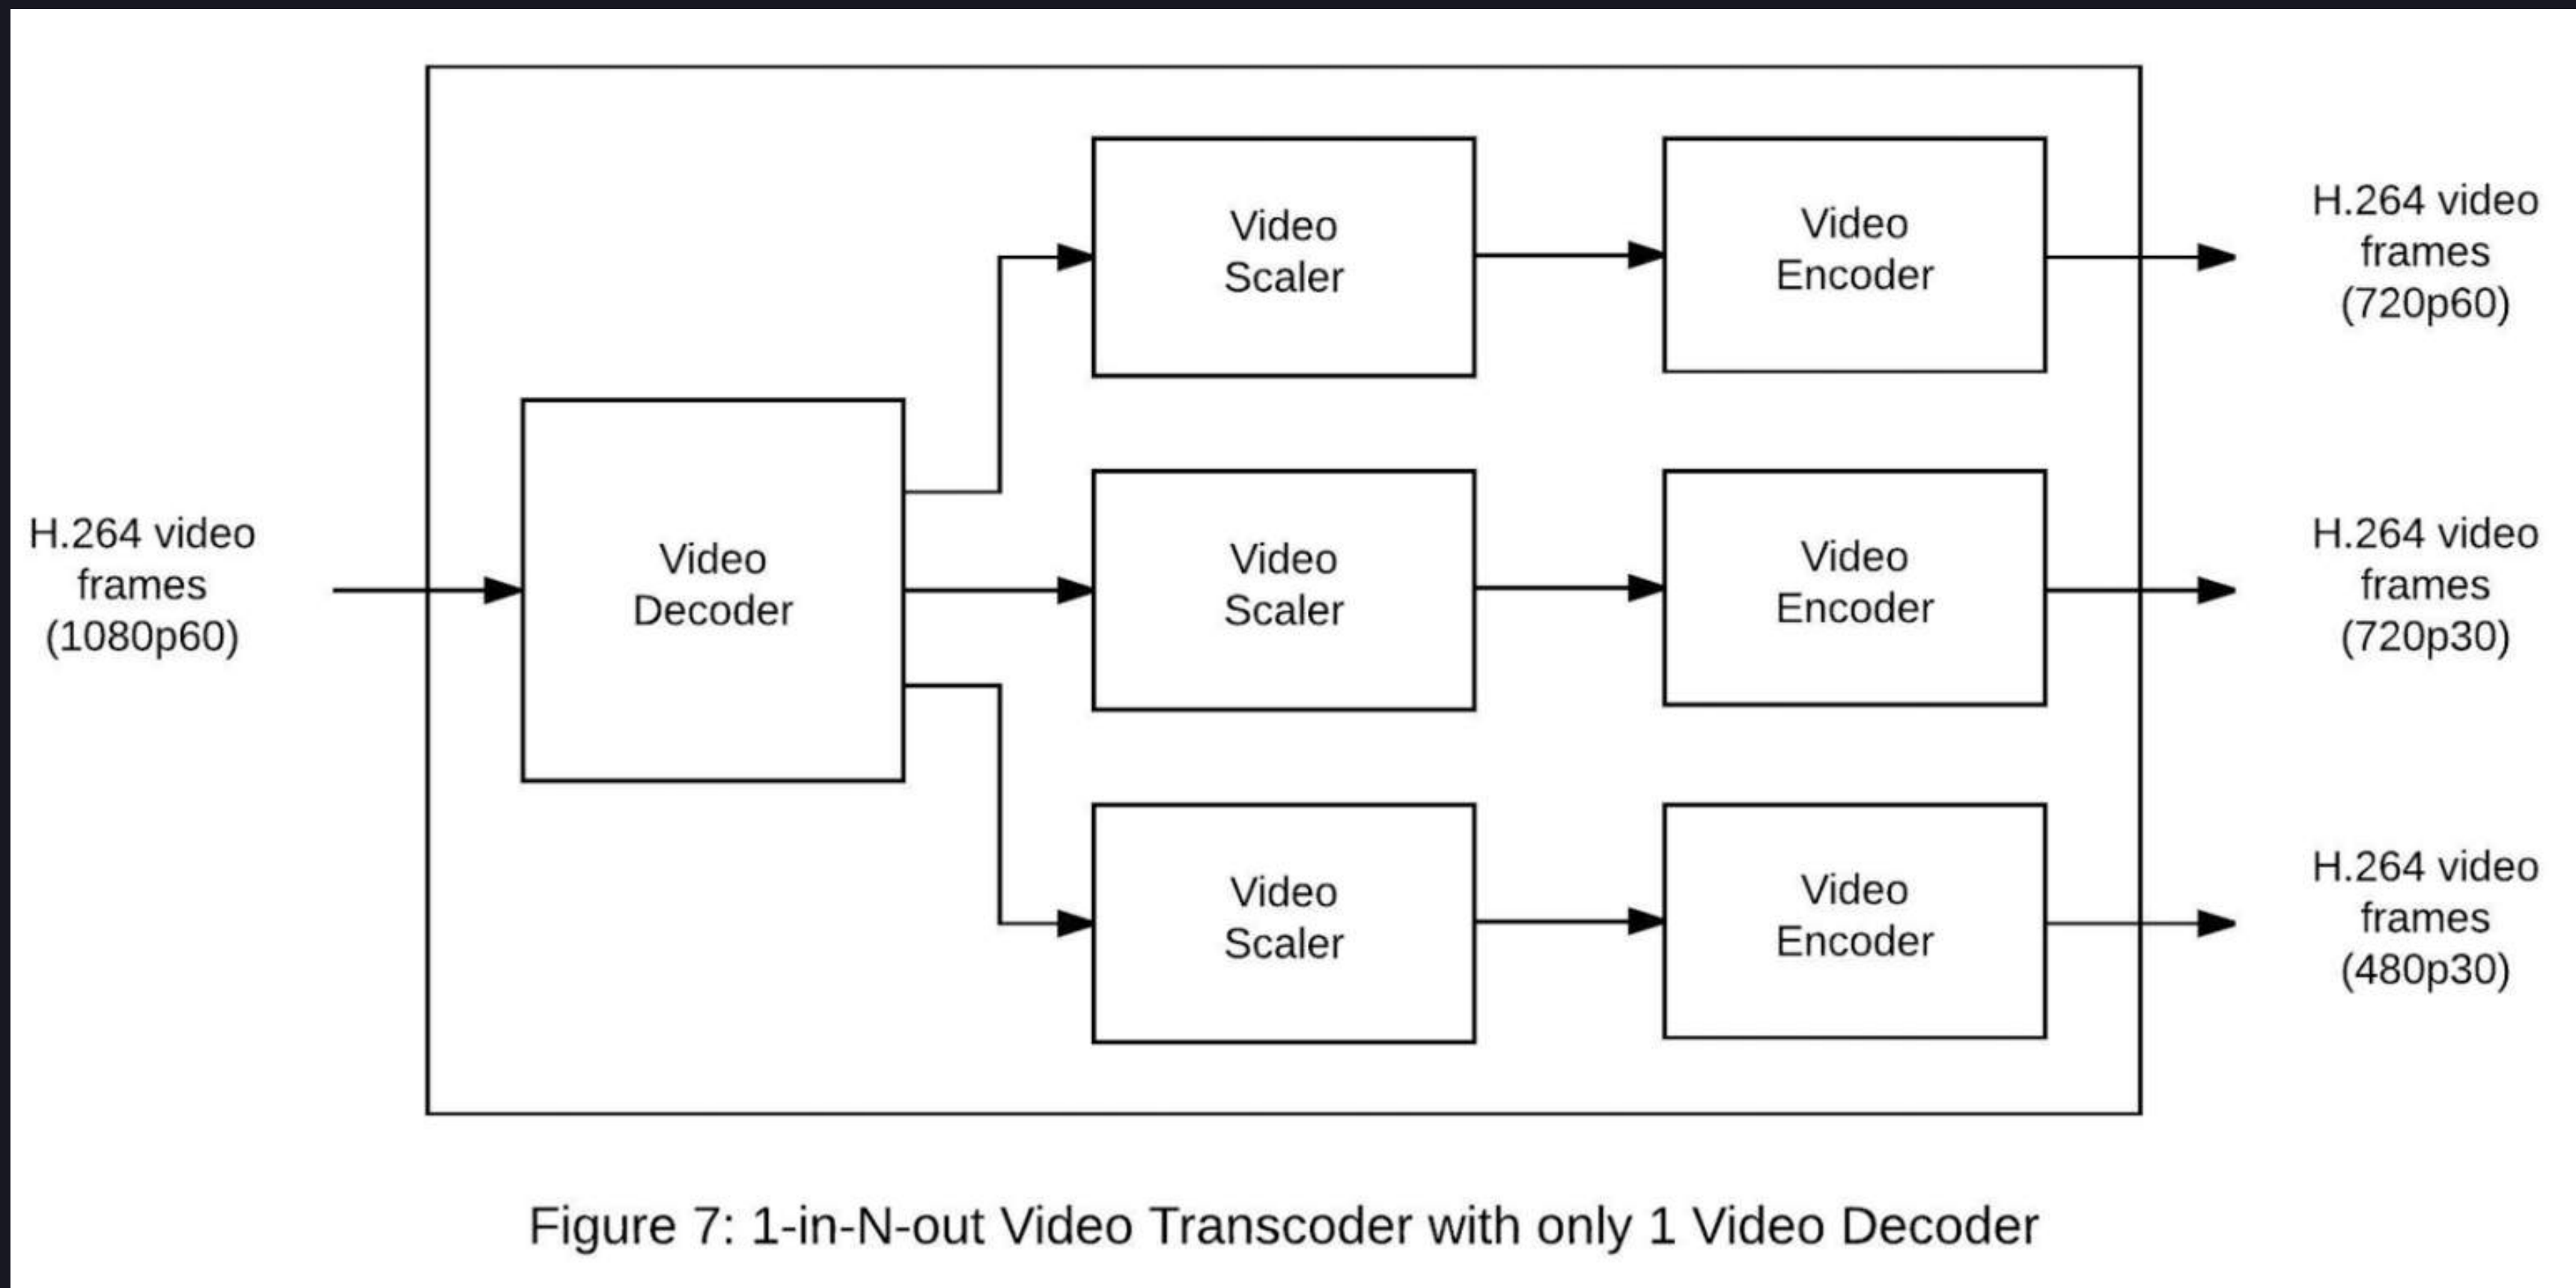 H.264 video
frames
(1080p60)
Video
Decoder
Video
Scaler
Video
Encoder
H.264 video
frames
(720p60)
Video
Scaler
Video
Encoder
H.264 video
frames
(720p30)
Video
Scaler
Video
Encoder
H.264 video
frames
(480p30)
Figure 7: 1-in-N-out Video Transcoder with only 1 Video Decoder